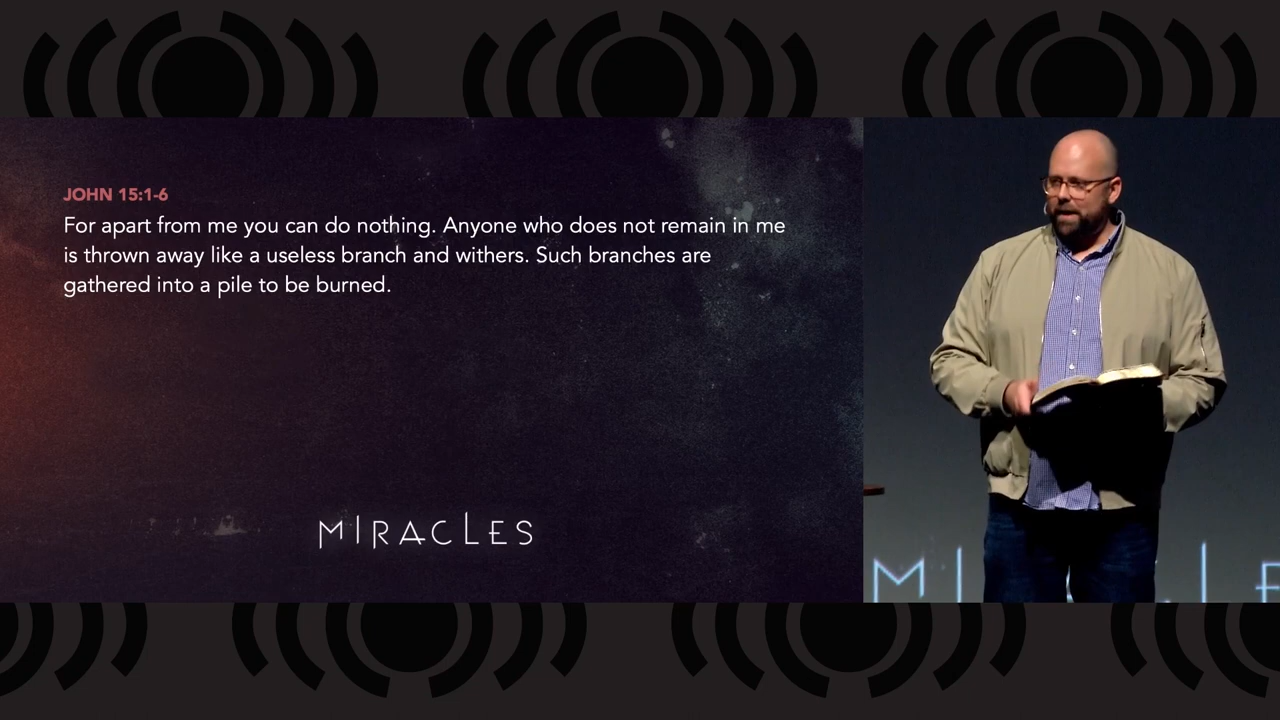 JOHN 15:1-6
For apart from me you can do nothing. Anyone who does not remain in me
is thrown away like a useless branch and withers. Such branches are
gathered into a pile to be burned.
MIRACLES